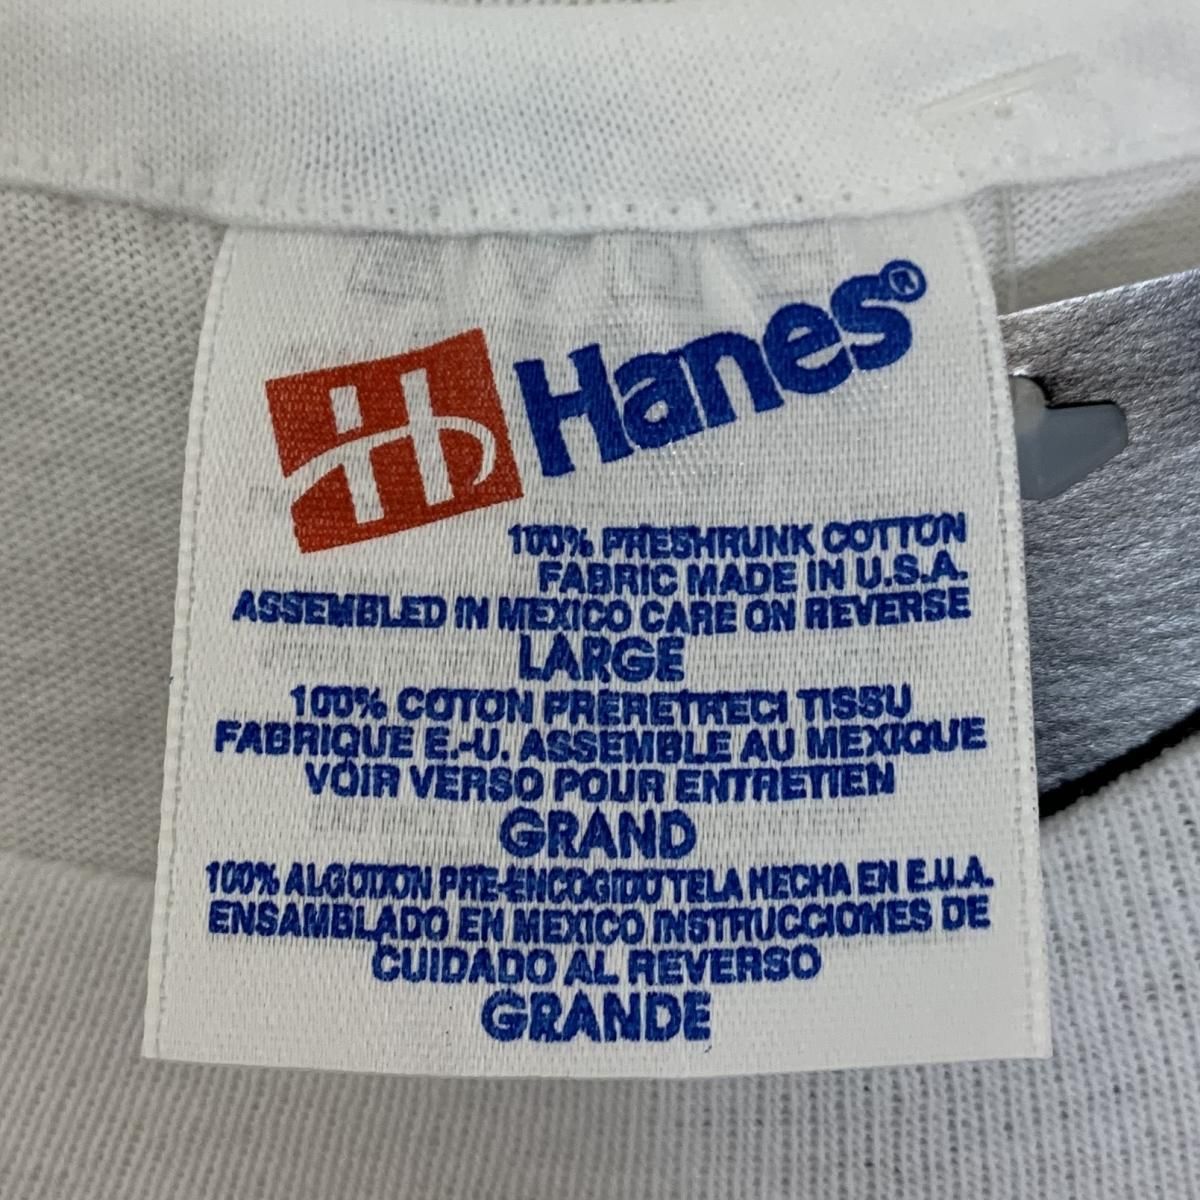 Hanes®
100% PRESHRUNK COTTON
FABRIC MADE IN U.S.A.
ASSEMBLED IN MEXICO CARE ON REVERSE
LARGE
100% COTON PRERETRECI TISSU
FABRIQUE E.-U. ASSEMBLE AU MEXIQUE
VOIR VERSO POUR ENTRETIEN
GRAND
100% ALGODON PRE-ENCOGIDO TELA HECHA EN E.U.A.
ENSAMBLADO EN MEXICO INSTRUCCIONES DE
CUIDADO AL REVERSO
GRANDE